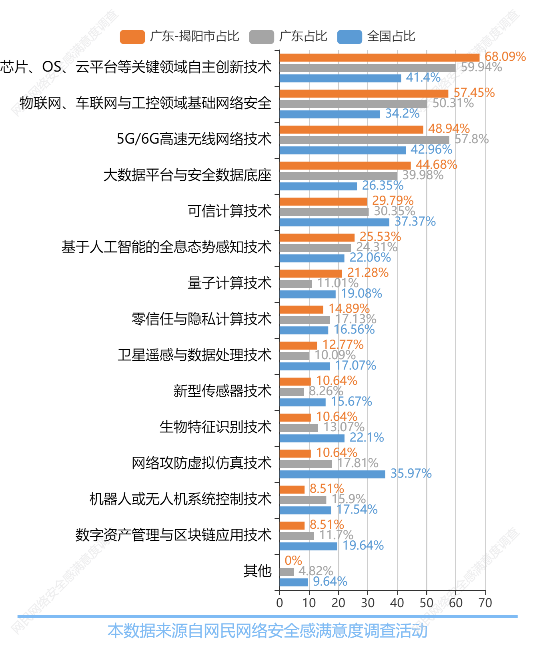 广东-揭阳市占比 广东占比 全国占比
芯片、OS、云平台等关键领域自主创新技术 68.09% 59.94% 41.4%
物联网、车联网与工控领域基础网络安全 57.45% 50.31% 34.2%
5G/6G高速无线网络技术 48.94% 57.8% 42.96%
大数据平台与安全数据底座 44.68% 39.98% 26.35%
可信计算技术 29.79% 30.35% 37.37%
基于人工智能的全息态势感知技术 25.53% 24.31% 22.06%
量子计算技术 21.28% 11.01% 19.08%
零信任与隐私计算技术 14.89% 17.13% 16.56%
卫星遥感与数据处理技术 12.77% 10.09% 17.07%
新型传感器技术 10.64% 8.26% 15.67%
生物特征识别技术 10.64% 13.07% 22.1%
网络攻防虚拟仿真技术 10.64% 17.81% 35.97%
机器人或无人机系统控制技术 8.51% 15.9% 17.54%
数字资产管理与区块链应用技术 8.51% 11.7% 19.64%
其他 0% 4.82% 9.64%
0 10 20 30 40 50 60 70
本数据来源自网民网络安全感满意度调查活动